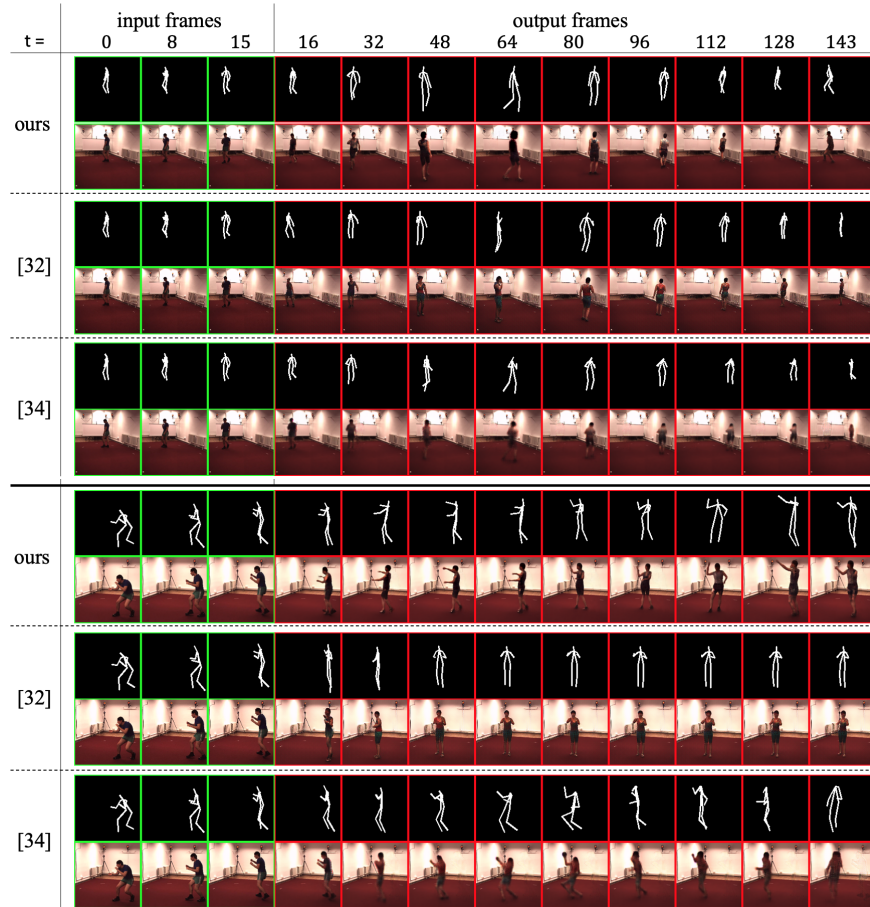 input frames output frames
t = 0 8 15 16 32 48 64 80 96 112 128 143
ours
[32]
[34]
ours
[32]
[34]